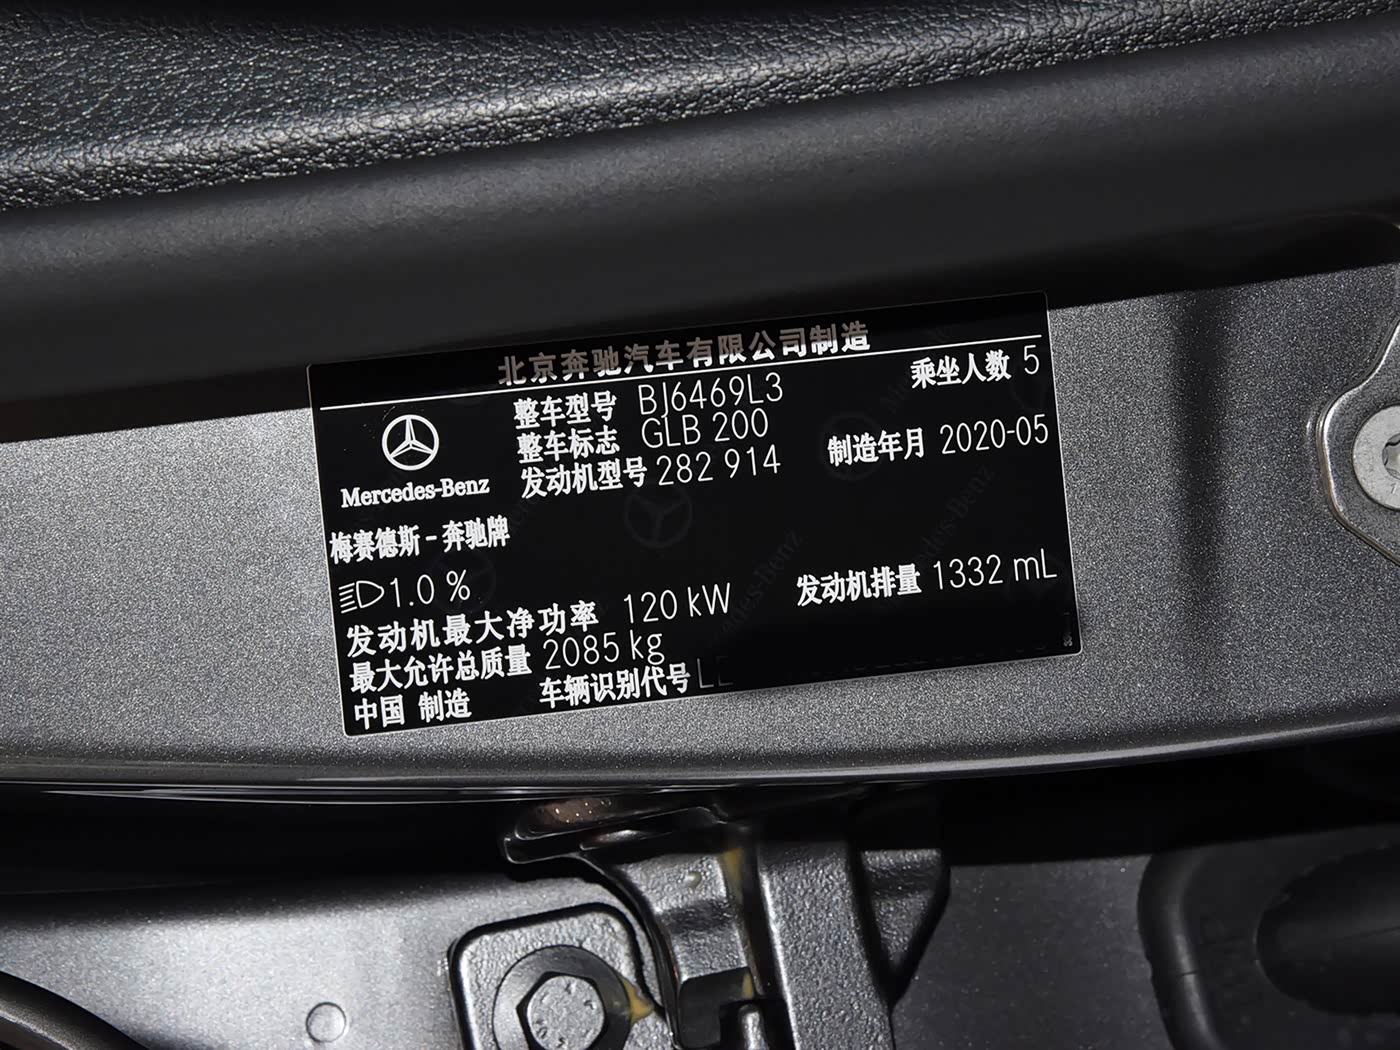 北京奔驰汽车有限公司制造
Mercedes-Benz
整车型号 BJ6469L3 乘坐人数 5
整车标志 GLB 200
发动机型号 282 914 制造年月 2020-05
梅赛德斯-奔驰牌
1.0 %
发动机最大净功率 120 kW 发动机排量 1332 mL
最大允许总质量 2085 kg
中国 制造 车辆识别代号 LE